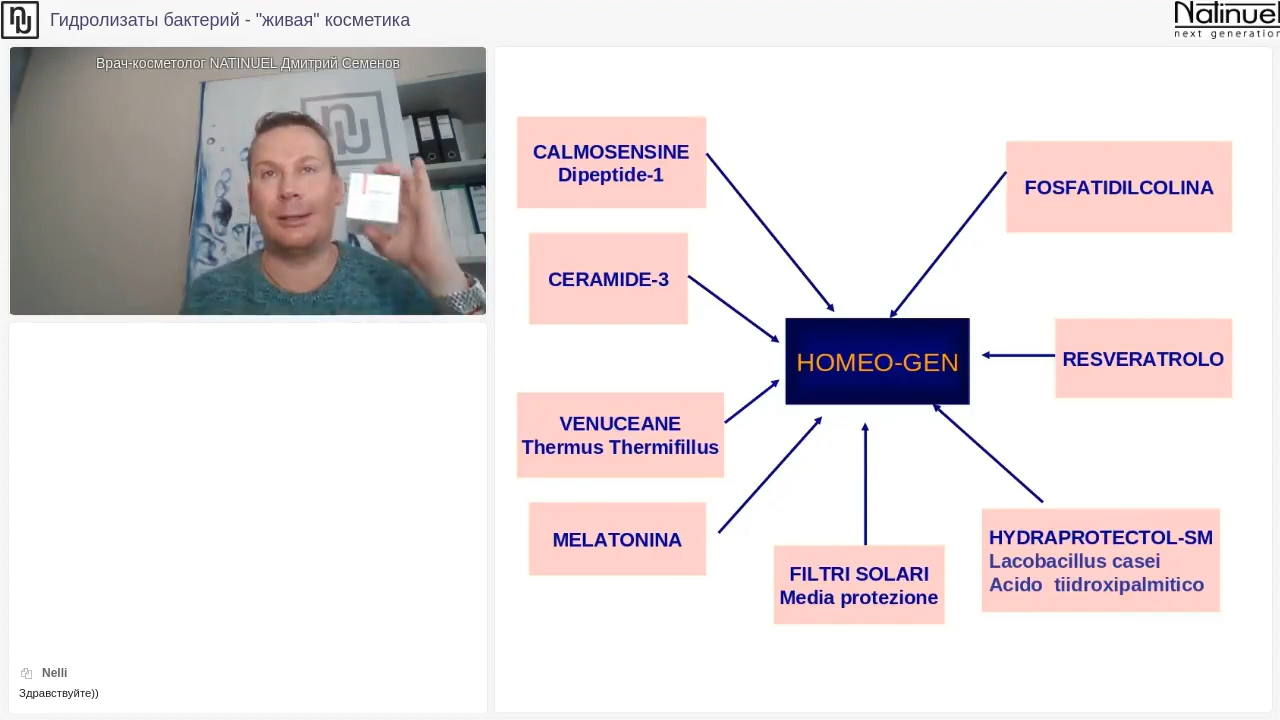 Гидролизаты бактерий - "живая" косметика
Natinuel
next generation
Врач-косметолог NATINUEL Дмитрий Семенов
CALMOSENSINE
Dipeptide-1
FOSFATIDILCOLINA
CERAMIDE-3
HOMEO-GEN
RESVERATROLO
VENUCEANE
Thermus Thermifillus
MELATONINA
FILTRI SOLARI
Media protezione
HYDRAPROTECTOL-SM
Lacobacillus casei
Acido  tiidroxipalmitico
Nelli
Здравствуйте))